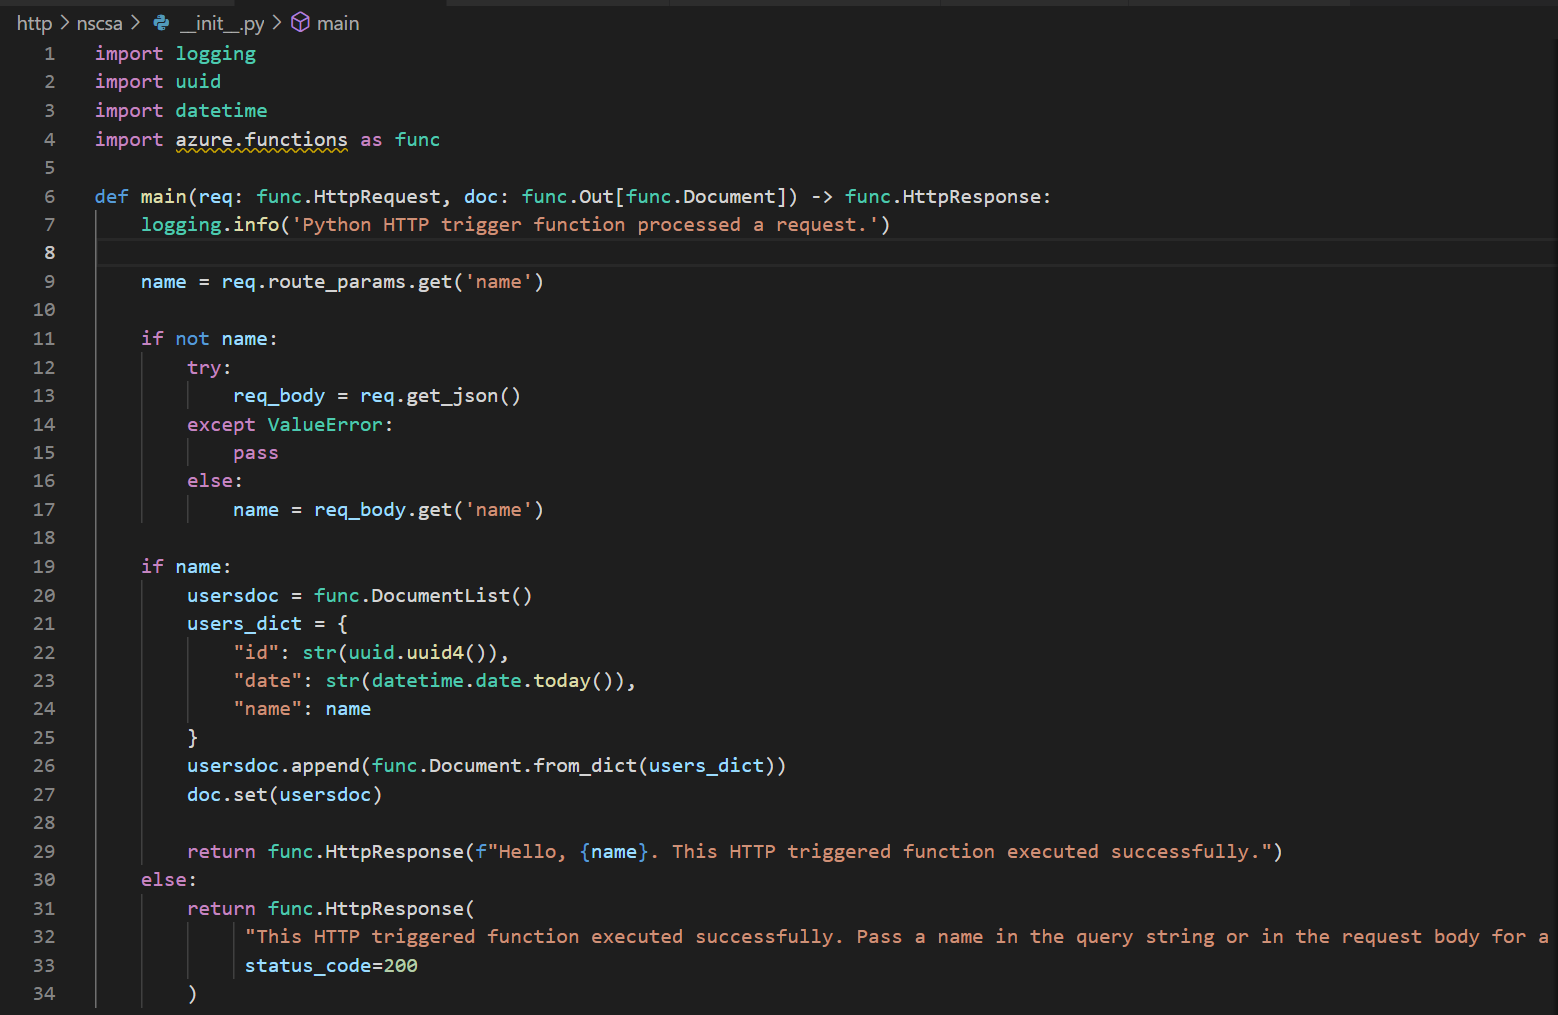 http > nscsa > __init__.py > main
1 import logging
2 import uuid
3 import datetime
4 import azure.functions as func
5
6 def main(req: func.HttpRequest, doc: func.Out[func.Document]) -> func.HttpResponse:
7     logging.info('Python HTTP trigger function processed a request.')
8
9     name = req.route_params.get('name')
10
11     if not name:
12         try:
13             req_body = req.get_json()
14         except ValueError:
15             pass
16         else:
17             name = req_body.get('name')
18
19     if name:
20         usersdoc = func.DocumentList()
21         users_dict = {
22             "id": str(uuid.uuid4()),
23             "date": str(datetime.date.today()),
24             "name": name
25         }
26         usersdoc.append(func.Document.from_dict(users_dict))
27         doc.set(usersdoc)
28
29         return func.HttpResponse(f"Hello, {name}. This HTTP triggered function executed successfully.")
30     else:
31         return func.HttpResponse(
32              "This HTTP triggered function executed successfully. Pass a name in the query string or in the request body for a
33              status_code=200
34         )